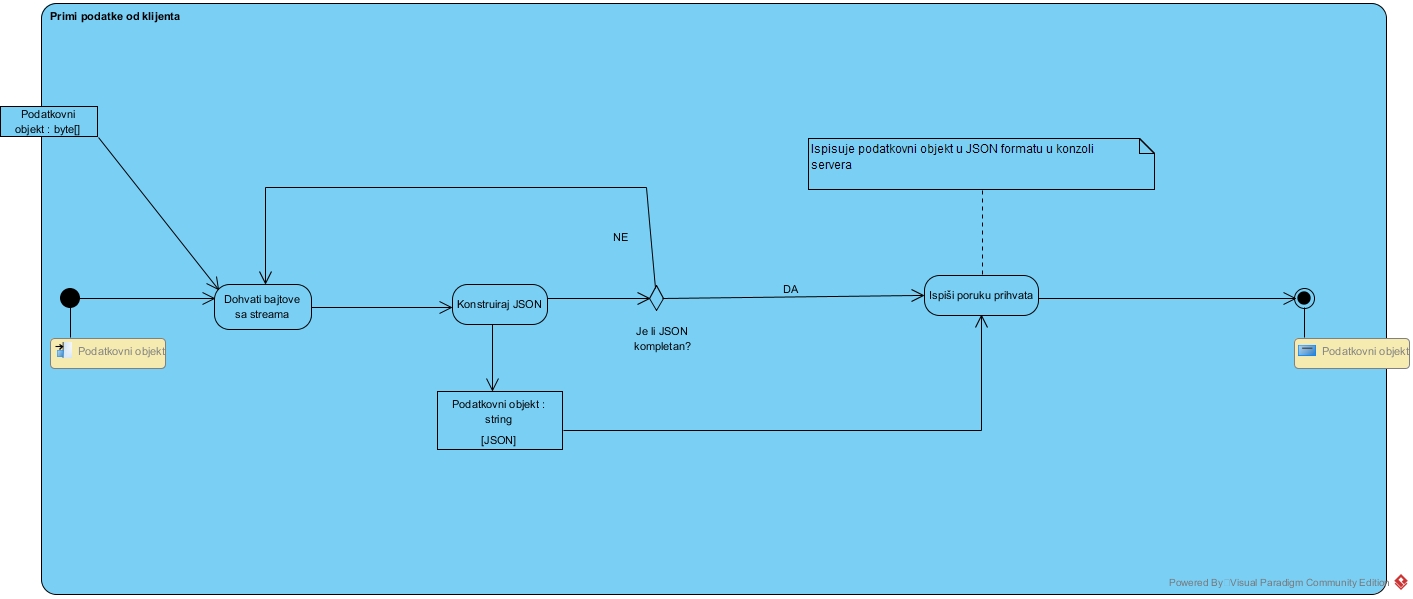 Primi podatke od klijenta
Podatkovni
objekt : byte[]
Ispisuje podatkovni objekt u JSON formatu u konzoli
servera
NE
Dohvati bajtove
sa streama
Konstruiraj JSON
DA
Ispiši poruku prihvata
Je li JSON
kompletan?
Podatkovni objekt
Podatkovni objekt
Podatkovni objekt :
string
[JSON]
Powered By Visual Paradigm Community Edition